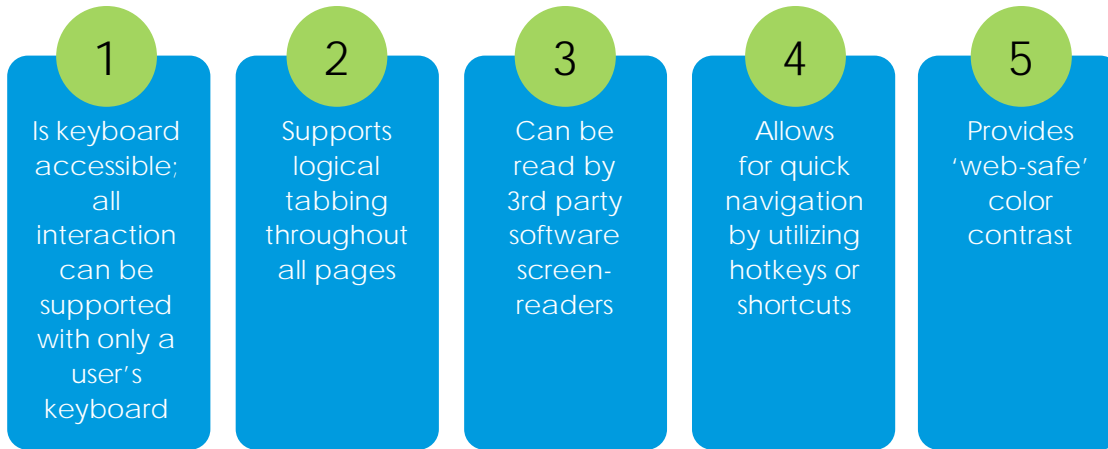 1
Is keyboard
accessible;
all
interaction
can be
supported
with only a
user’s
keyboard
2
Supports
logical
tabbing
throughout
all pages
3
Can be
read by
3rd party
software
screen-
readers
4
Allows
for quick
navigation
by utilizing
hotkeys or
shortcuts
5
Provides
‘web-safe’
color
contrast